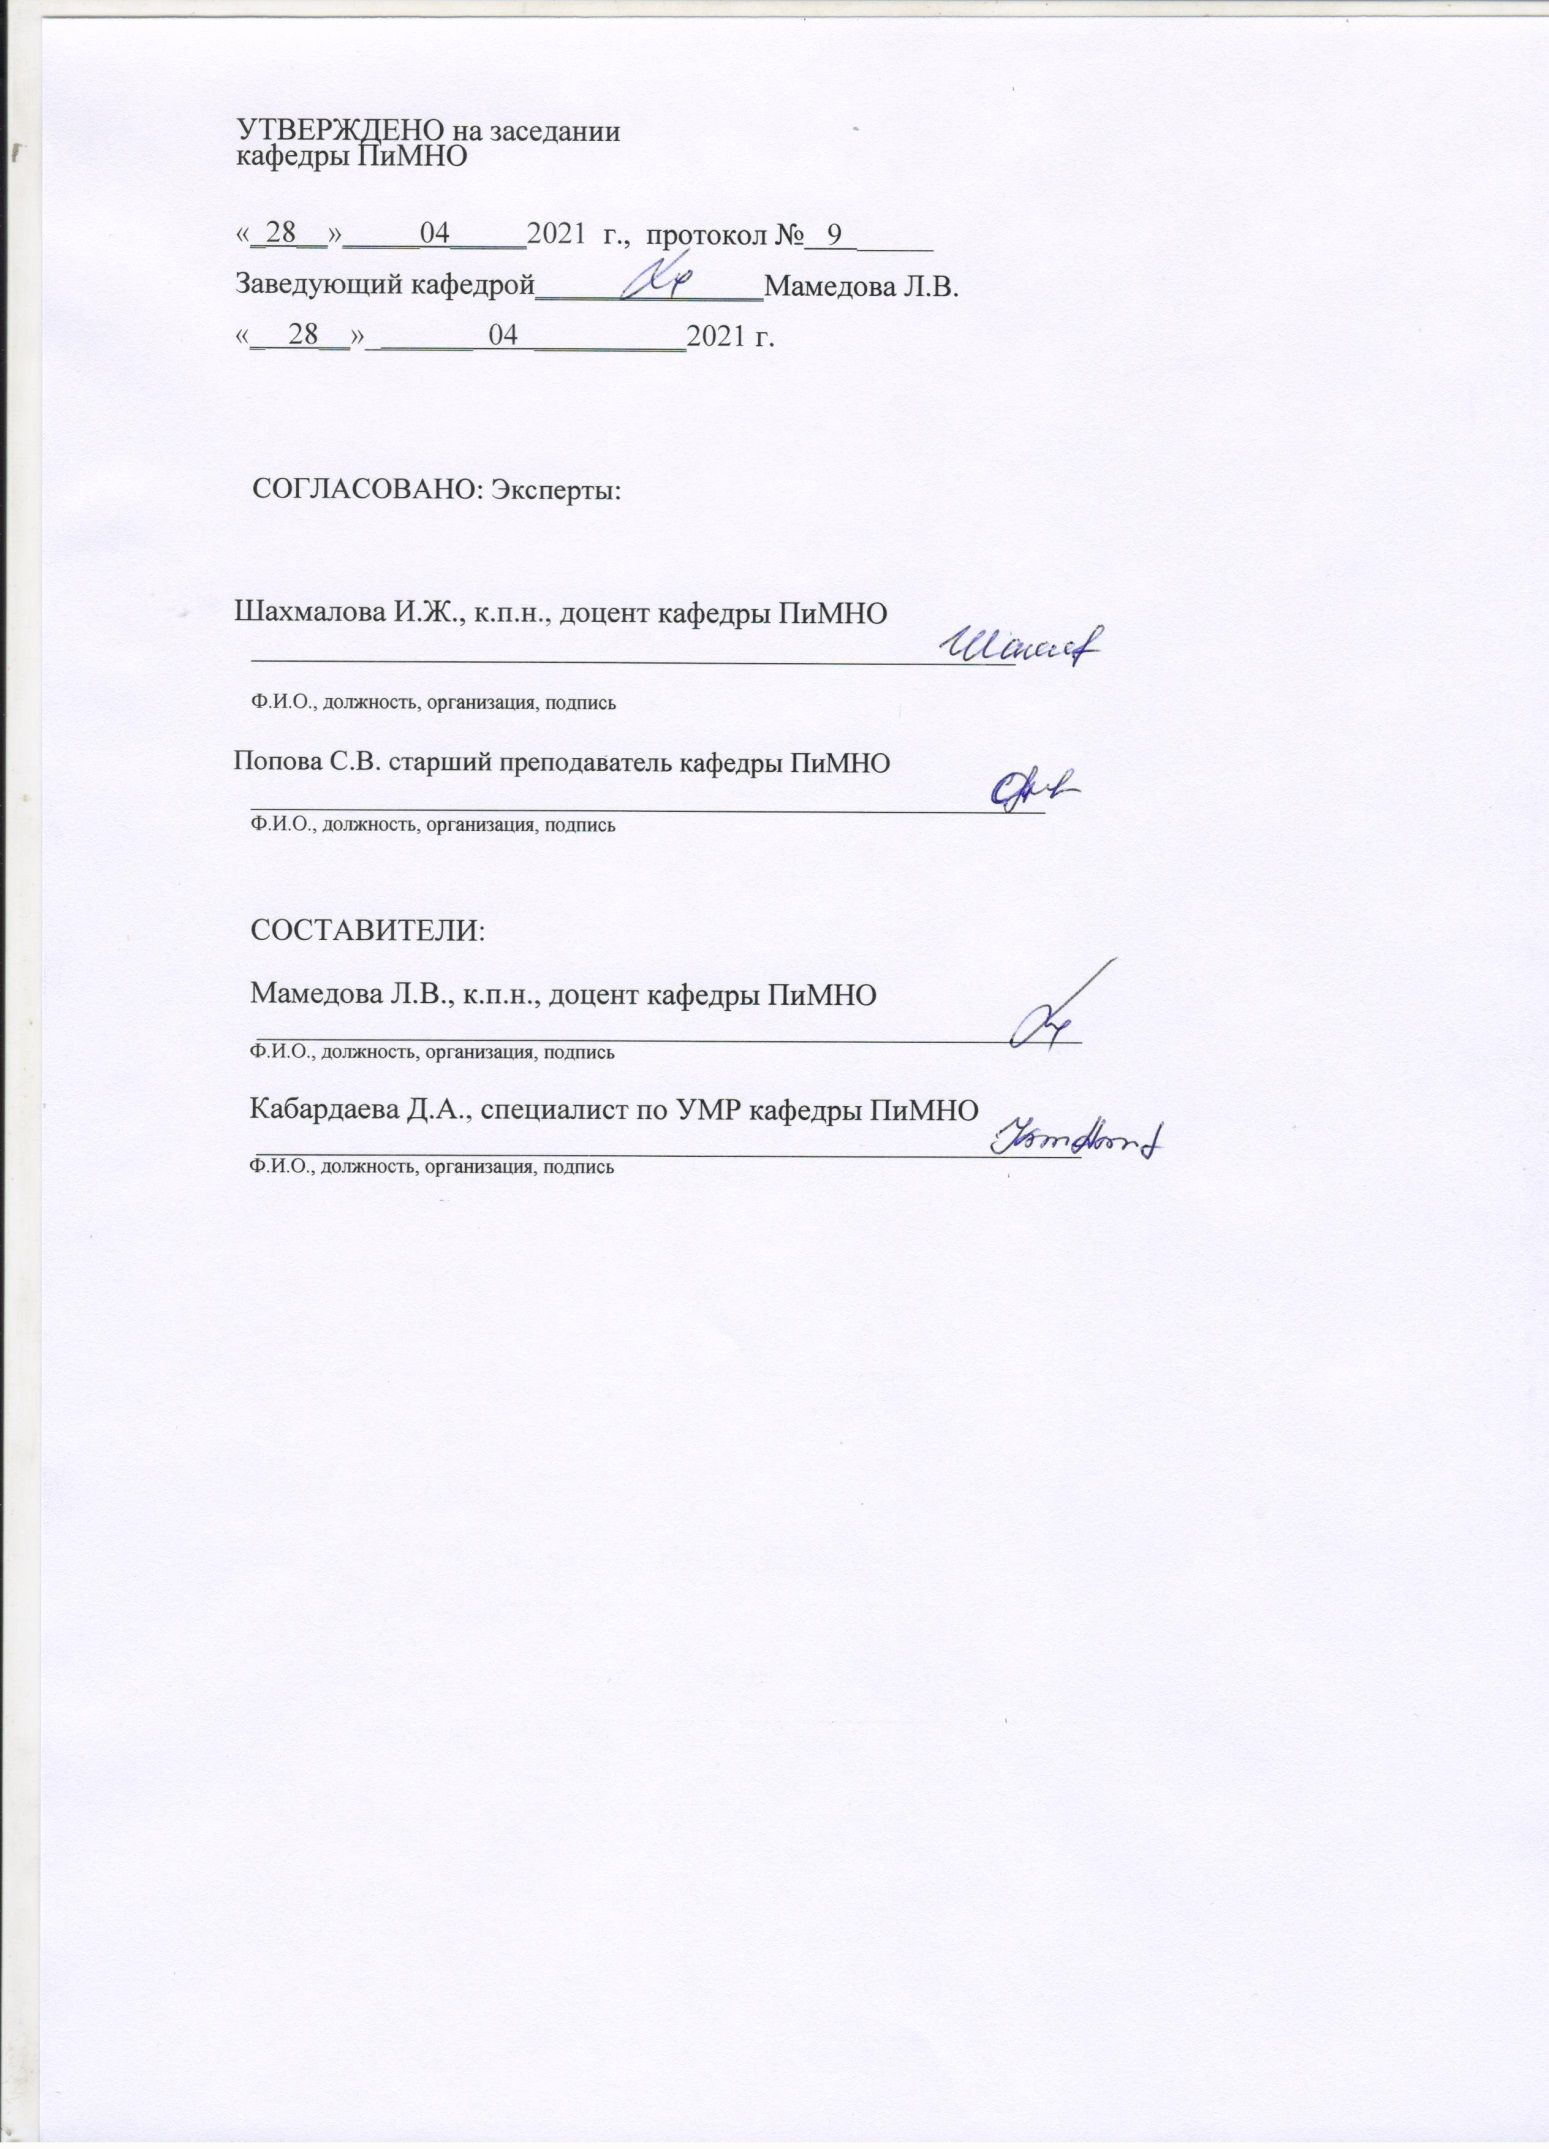 УТВЕРЖДЕНО на заседании
кафедры ПиМНО
«_28__»_____04_____2021 г., протокол №_9______
Заведующий кафедрой_______________Мамедова Л.В.
«__28__»________04__________2021 г.
СОГЛАСОВАНО: Эксперты:
Шахмалова И.Ж., к.п.н., доцент кафедры ПиМНО
Ф.И.О., должность, организация, подпись
Попова С.В. старший преподаватель кафедры ПиМНО
Ф.И.О., должность, организация, подпись
СОСТАВИТЕЛИ:
Мамедова Л.В., к.п.н., доцент кафедры ПиМНО
Ф.И.О., должность, организация, подпись
Кабардаева Д.А., специалист по УМР кафедры ПиМНО
Ф.И.О., должность, организация, подпись